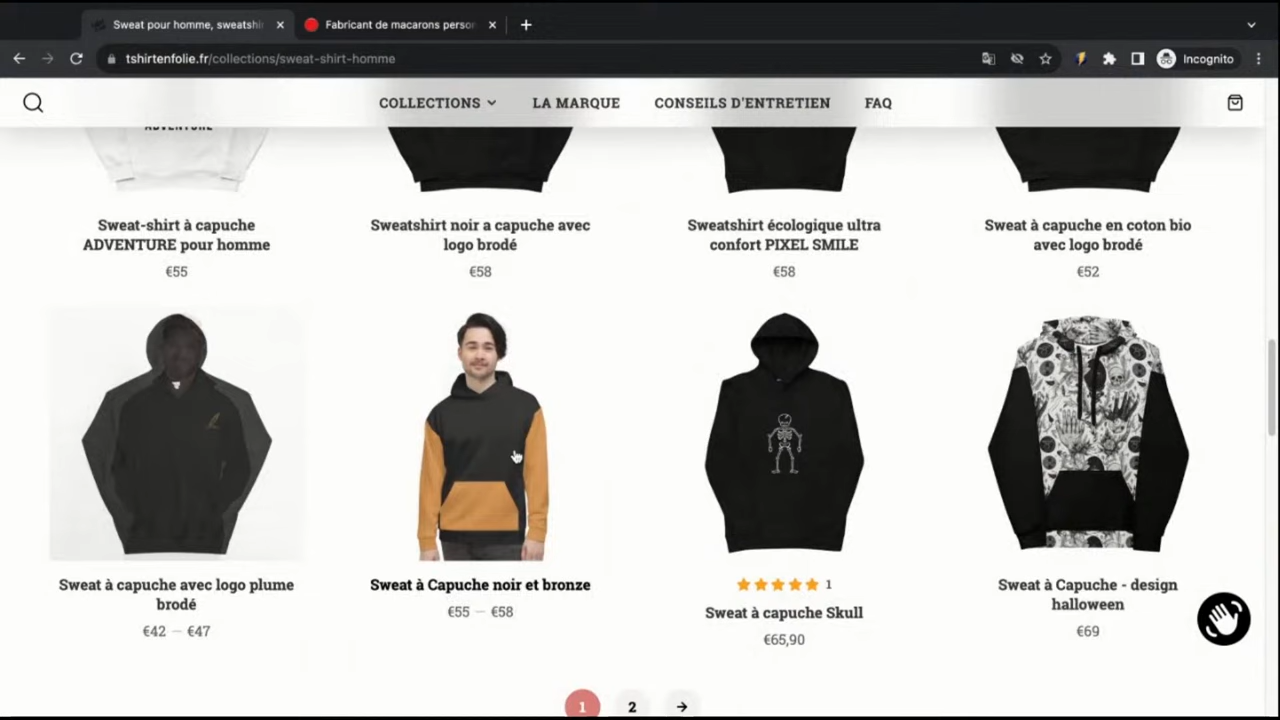 Sweat pour homme, sweatshi
Fabricant de macarons person
tshirtenfolie.fr/collections/sweat-shirt-homme
Incognito
COLLECTIONS
LA MARQUE
CONSEILS D'ENTRETIEN
FAQ
ADVENTURE
Sweat-shirt à capuche
ADVENTURE pour homme
€55
Sweatshirt noir a capuche avec
logo brodé
€58
Sweatshirt écologique ultra
confort PIXEL SMILE
€58
Sweat à capuche en coton bio
avec logo brodé
€52
Sweat à capuche avec logo plume
brodé
€42 — €47
Sweat à Capuche noir et bronze
€55 — €58
1
Sweat à capuche Skull
€65,90
Sweat à Capuche - design
halloween
€69
1
2